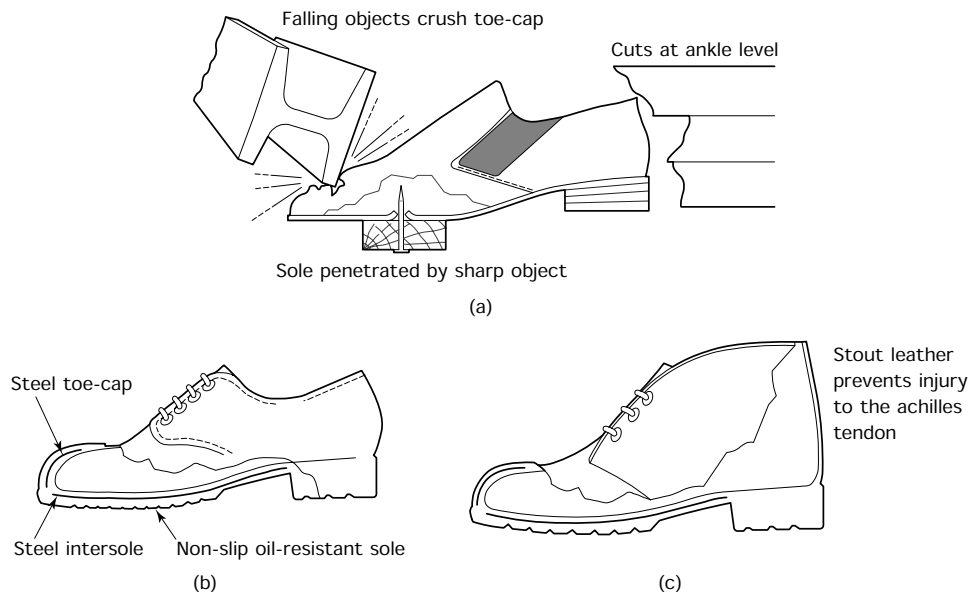 Falling objects crush toe-cap
Cuts at ankle level
Sole penetrated by sharp object
(a)
Steel toe-cap
Stout leather
prevents injury
to the achilles
tendon
Steel intersole
Non-slip oil-resistant sole
(b)
(c)